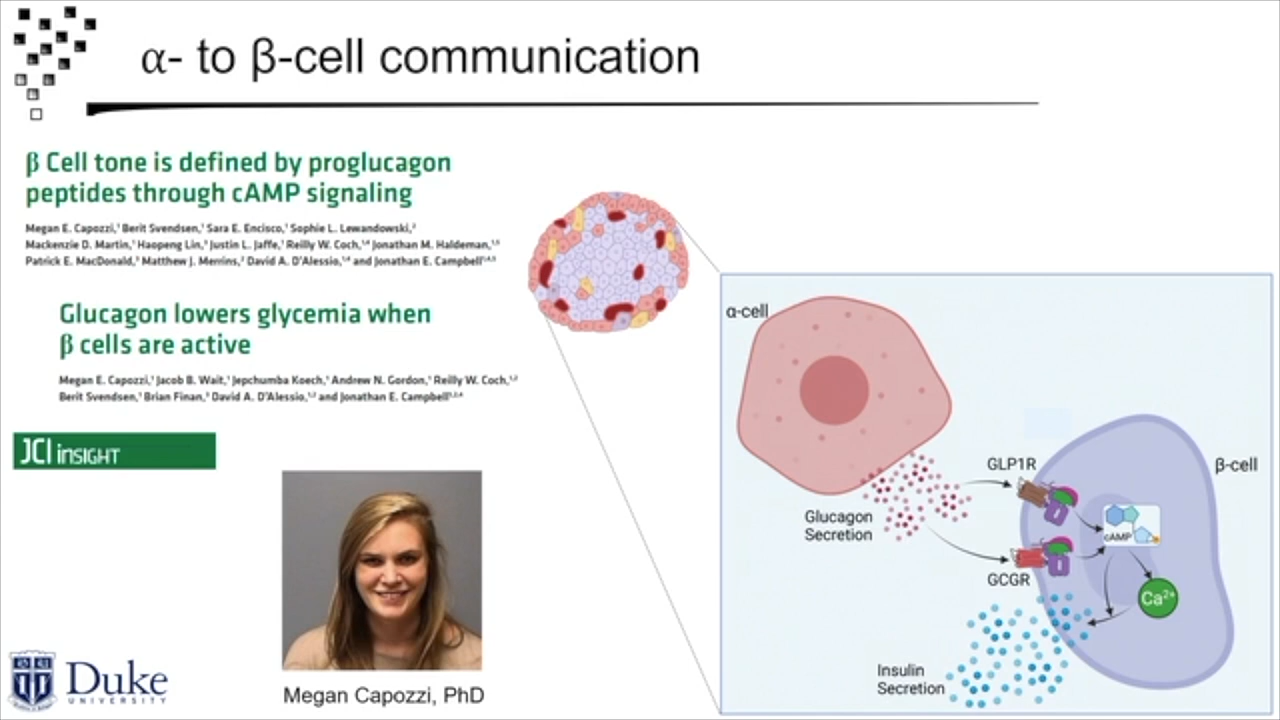 α- to β-cell communication
β Cell tone is defined by proglucagon
peptides through cAMP signaling
Megan E. Capozzi,¹ Berit Svendsen,¹ Sara E. Encisco,¹ Sophie L. Lewandowski,²
Mackenzie D. Martin,¹ Haopeng Lin,³ Justin L. Jaffe,¹ Reilly W. Coch,¹,⁴ Jonathan M. Haldeman,¹,⁵
Patrick E. MacDonald,³ Matthew J. Merrins,² David A. D'Alessio,¹,⁴ and Jonathan E. Campbell¹,⁴,⁵
Glucagon lowers glycemia when
β cells are active
Megan E. Capozzi,¹ Jacob B. Wait,¹ Jepchumba Koech,¹ Andrew N. Gordon,¹ Reilly W. Coch,¹,²
Berit Svendsen,¹ Brian Finan,³ David A. D'Alessio,¹,² and Jonathan E. Campbell¹,²,⁴
JCI INSIGHT
α-cell
GLP1R
β-cell
Glucagon
Secretion
cAMP
GCGR
Ca²⁺
Insulin
Secretion
Duke
UNIVERSITY
Megan Capozzi, PhD